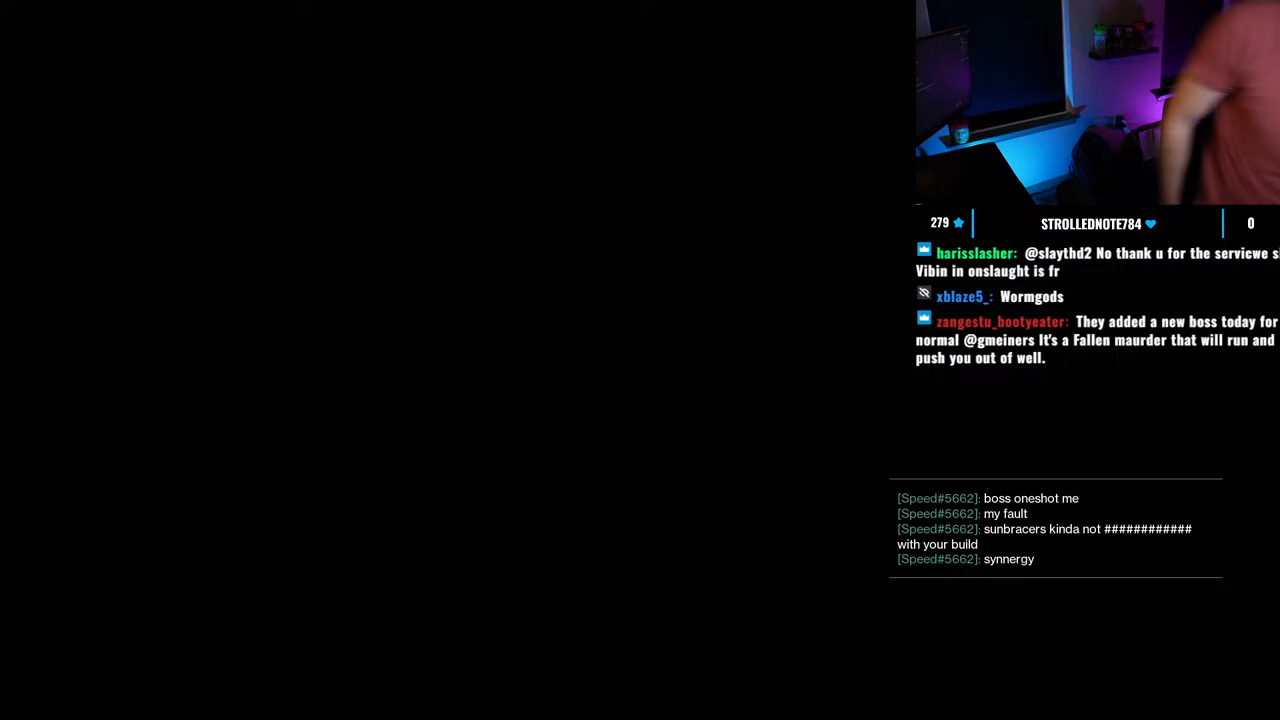 279
STROLLEDNOTE784
0
harisslasher: @slaythd2 No thank u for the servicwe
Vibin in onslaught is fr
xblaze5_: Wormgods
zangestu_bootyeater: They added a new boss today for
normal @gmeiners It's a Fallen maurder that will run and
push you out of well.
[Speed#5662]: boss oneshot me
[Speed#5662]: my fault
[Speed#5662]: sunbracers kinda not ############
with your build
[Speed#5662]: synnergy